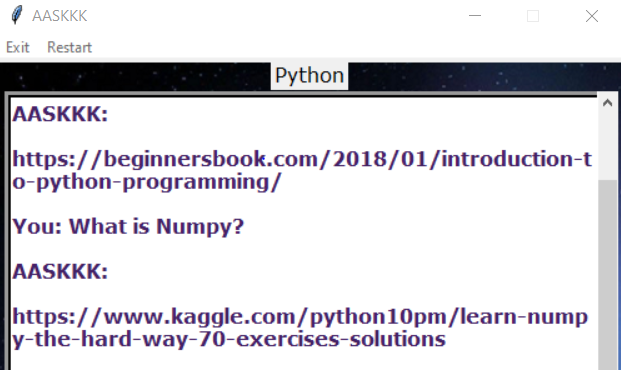 AASKKK
Exit Restart
Python
AASKKK:
https://beginnersbook.com/2018/01/introduction-t
o-python-programming/
You: What is Numpy?
AASKKK:
https://www.kaggle.com/python10pm/learn-nump
y-the-hard-way-70-exercises-solutions